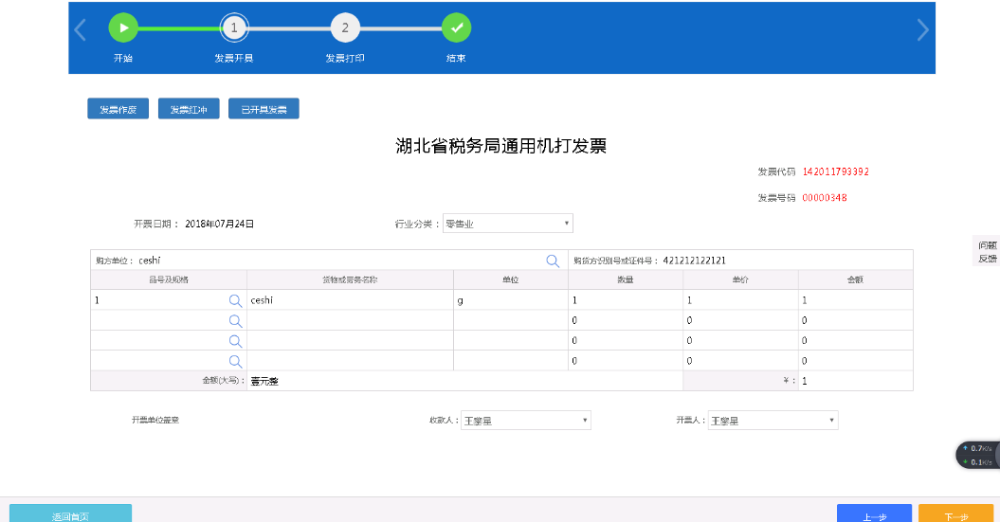 1 2
开始 发票开具 发票打印 结束
发票作废 发票红冲 已开具发票
湖北省税务局通用机打发票
发票代码 142011793392
发票号码 00000348
开票日期： 2018年07月24日 行业分类： 零售业
问题
反馈
购方单位： ceshi 购货方识别号或证件号： 421212122121
品号及规格 货物或劳务名称 单位 数量 单价 金额
1 ceshi g 1 1 1
0 0 0
0 0 0
0 0 0
金额(大写)： 壹元整 ￥： 1
开票单位盖章 收款人： 王燮星 开票人： 王燮星
0.7K/s
0.1K/s
返回首页 上一步 下一步